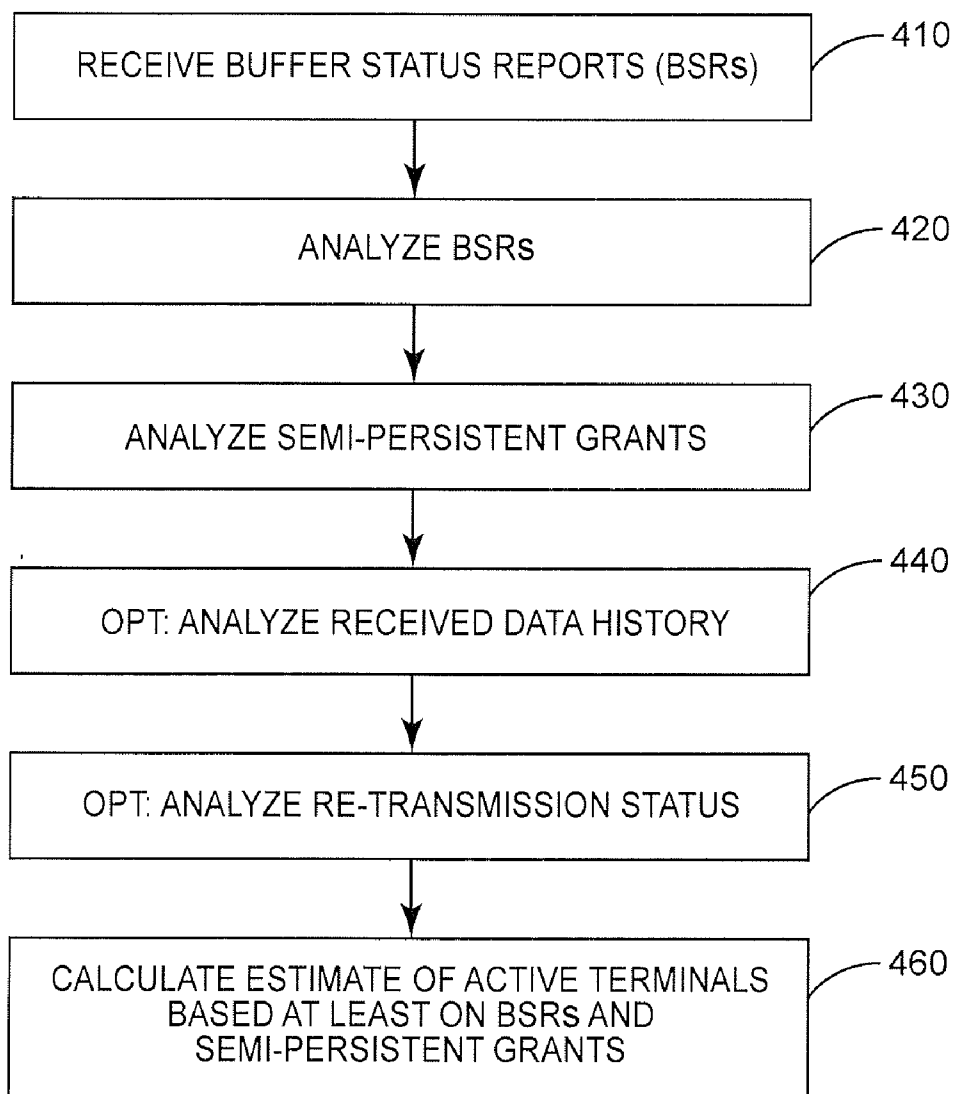 RECEIVE BUFFER STATUS REPORTS (BSRs)
410
ANALYZE BSRs
420
ANALYZE SEMI-PERSISTENT GRANTS
430
OPT: ANALYZE RECEIVED DATA HISTORY
440
OPT: ANALYZE RE-TRANSMISSION STATUS
450
CALCULATE ESTIMATE OF ACTIVE TERMINALS
BASED AT LEAST ON BSRs AND
SEMI-PERSISTENT GRANTS
460